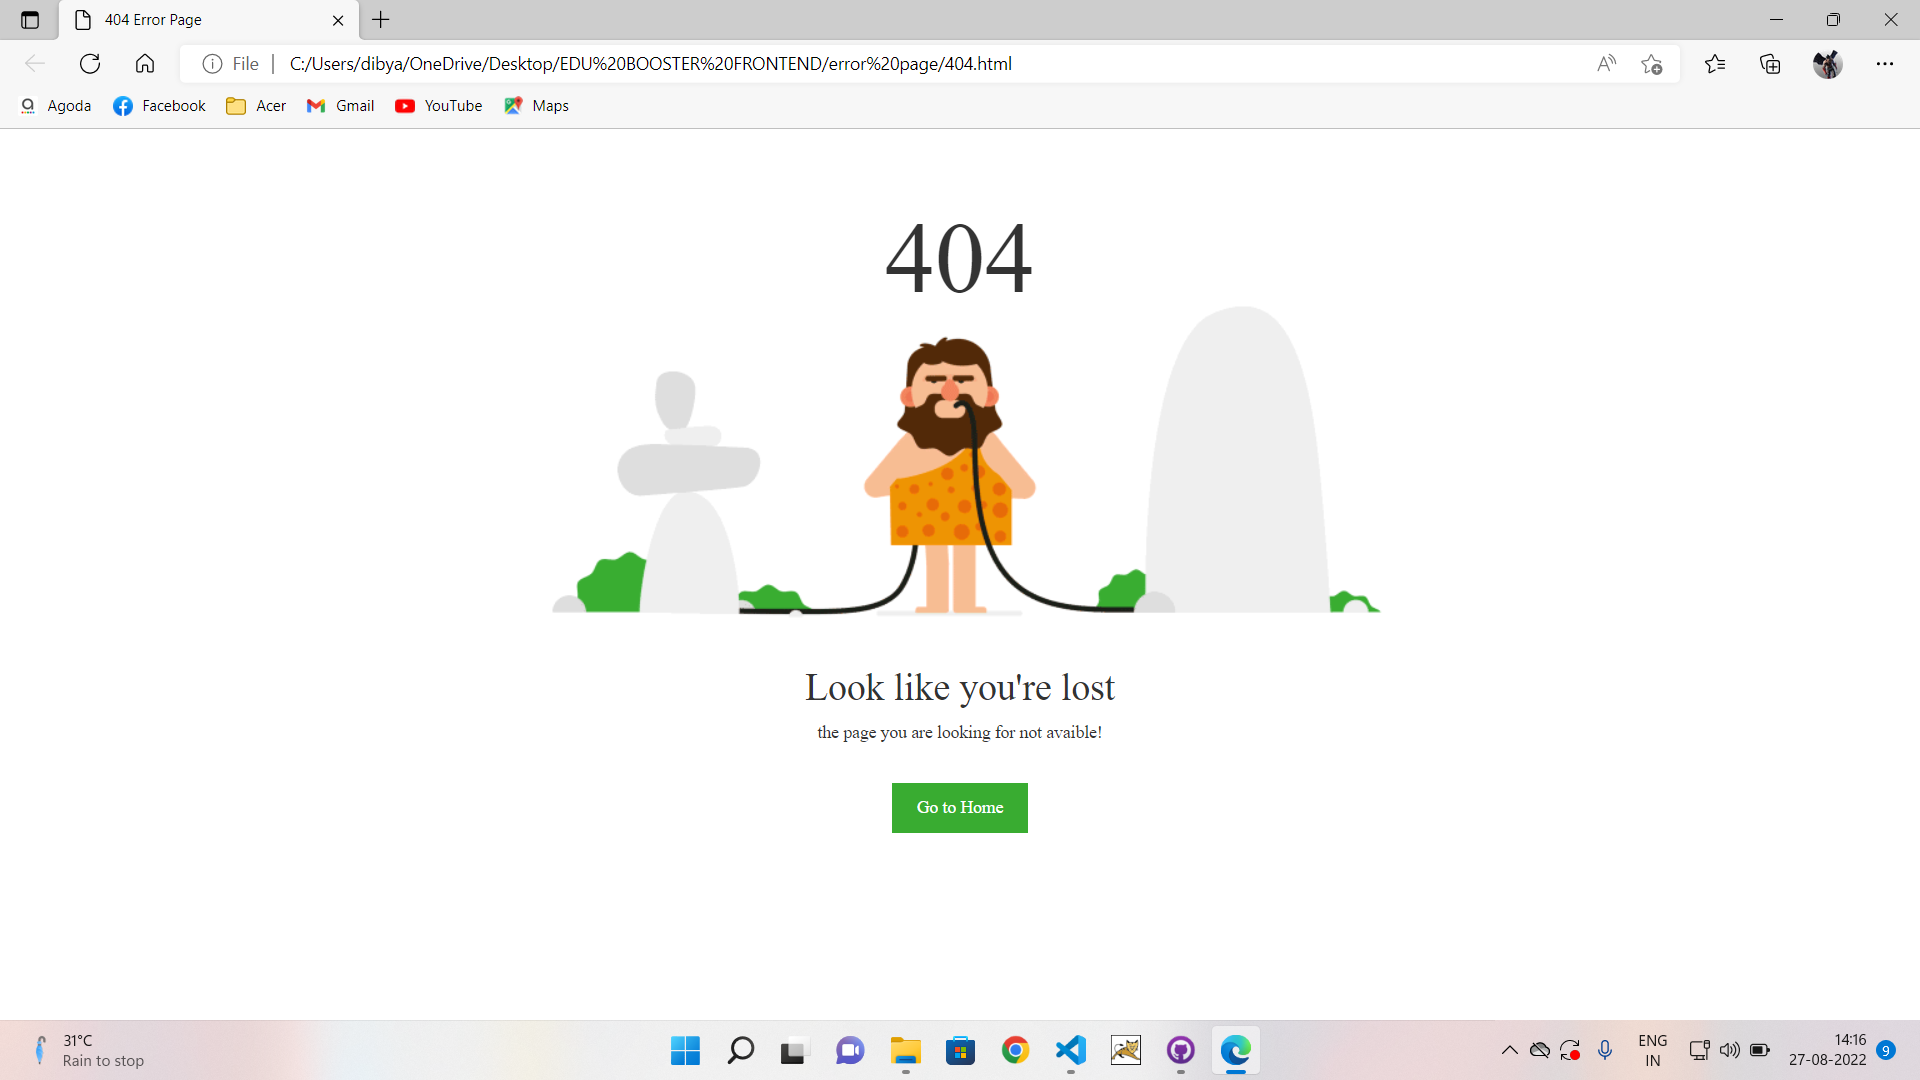 404 Error Page
File
C:/Users/dibya/OneDrive/Desktop/EDU%20BOOSTER%20FRONTEND/error%20page/404.html
Agoda Facebook Acer Gmail YouTube Maps
404
Look like you're lost
the page you are looking for not avaible!
Go to Home
31°C
Rain to stop
ENG
IN
14:16
27-08-2022
9